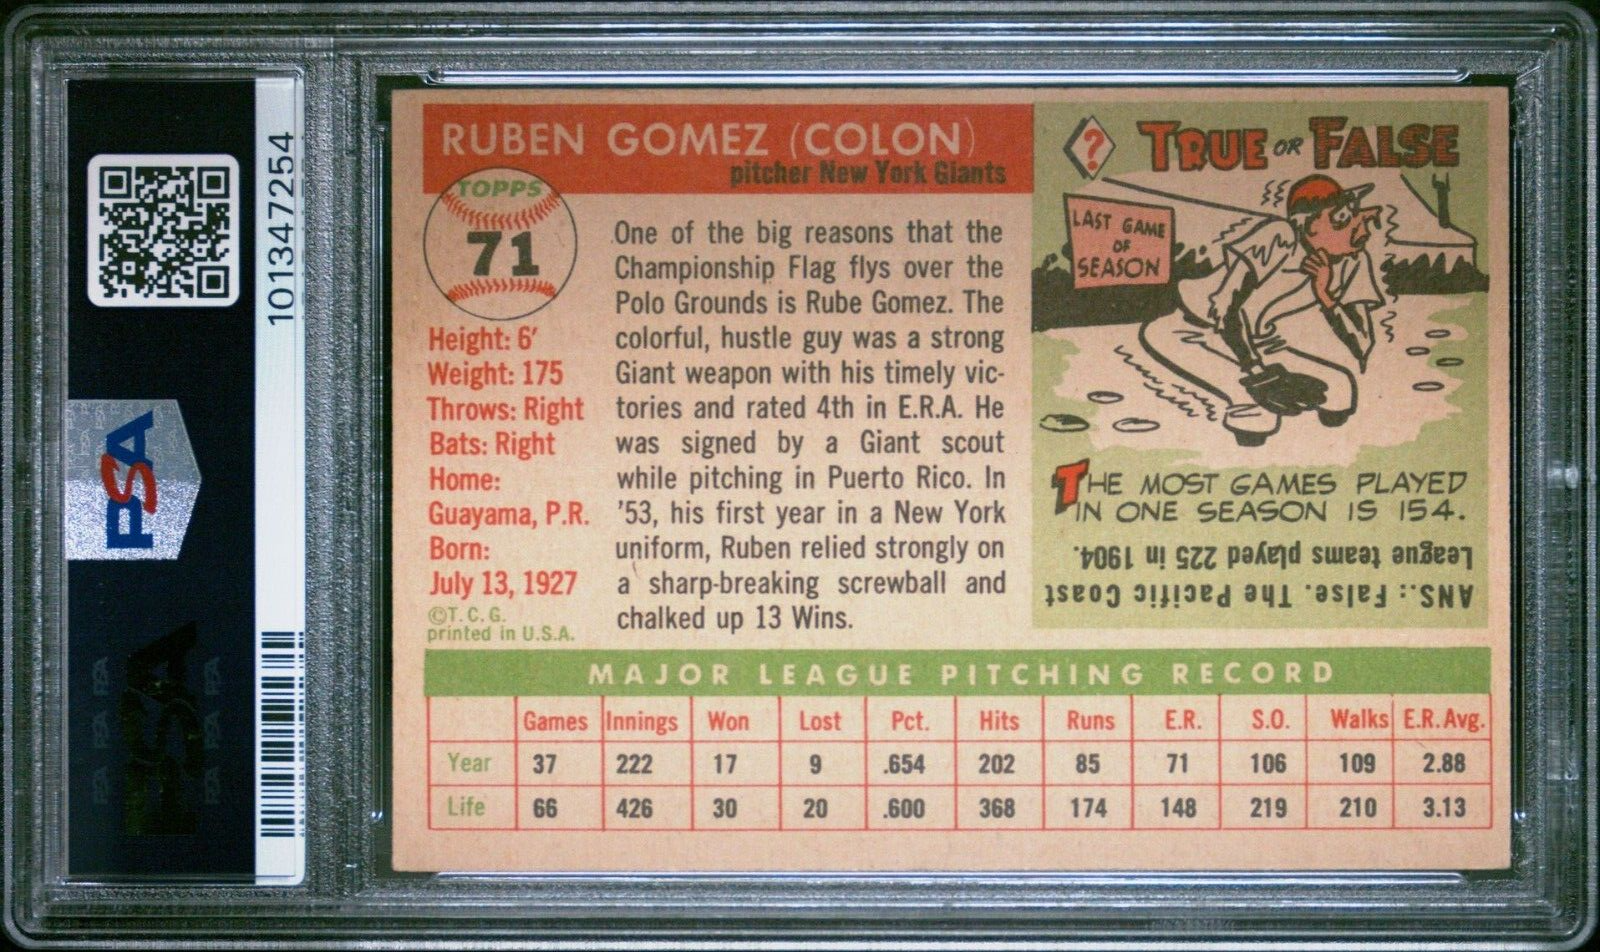 RUBEN GOMEZ (COLON)
pitcher New York Giants
TOPPS
71
Height: 6′
Weight: 175
Throws: Right
Bats: Right
Home:
Guayama, P.R.
Born:
July 13, 1927
©T.C.G.
printed in U.S.A.
One of the big reasons that the
Championship Flag flys over the
Polo Grounds is Rube Gomez. The
colorful, hustle guy was a strong
Giant weapon with his timely vic-
tories and rated 4th in E.R.A. He
was signed by a Giant scout
while pitching in Puerto Rico. In
'53, his first year in a New York
uniform, Ruben relied strongly on
a sharp-breaking screwball and
chalked up 13 Wins.
? TRUE OR FALSE
LAST GAME
OF
SEASON
THE MOST GAMES PLAYED
IN ONE SEASON IS 154.
ANS.: False. The Pacific Coast
League teams played 225 in 1904.
MAJOR LEAGUE PITCHING RECORD
Games Innings Won Lost Pct. Hits Runs E.R. S.O. Walks E.R.Avg.
Year 37 222 17 9 .654 202 85 71 106 109 2.88
Life 66 426 30 20 .600 368 174 148 219 210 3.13
101347254
PSA
PSA
PSA PSA PSA
PSA PSA PSA